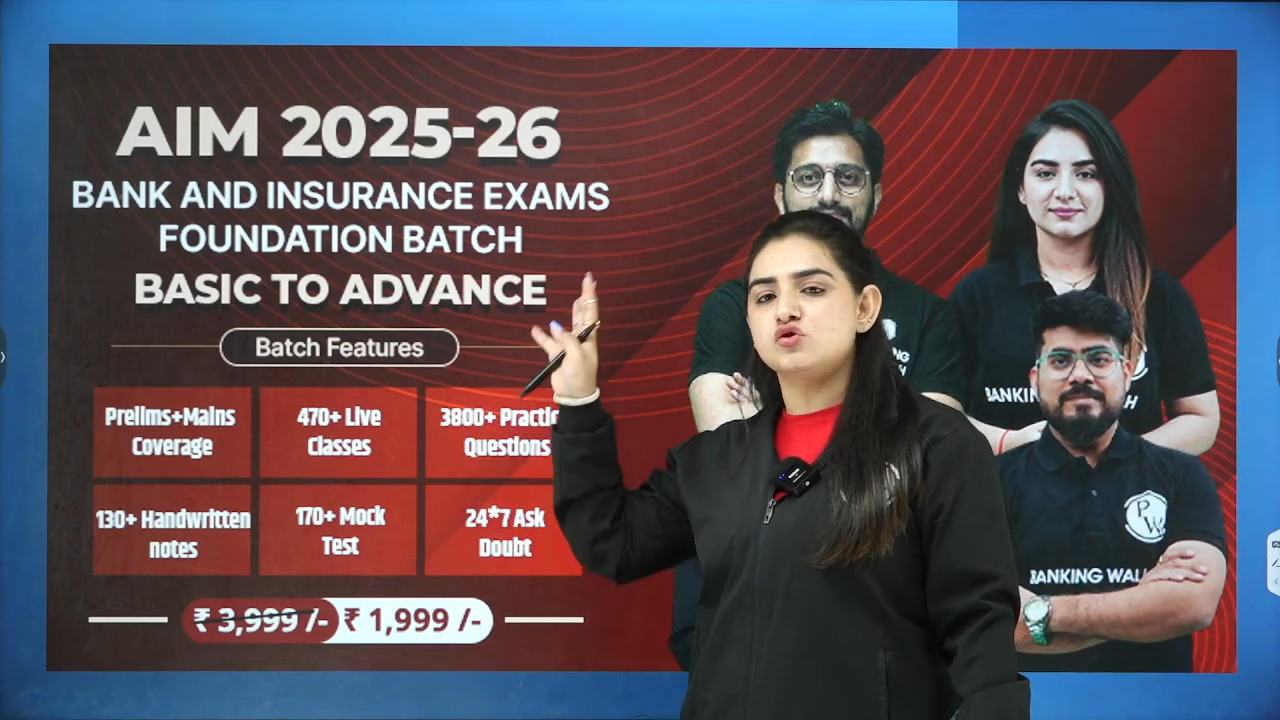 AIM 2025-26
BANK AND INSURANCE EXAMS
FOUNDATION BATCH
BASIC TO ADVANCE
Batch Features
Prelims+Mains
Coverage
470+ Live
Classes
3800+
Questions
130+ Handwritten
notes
170+ Mock
Test
24*7 Ask
Doubt
₹ 3,999 /- ₹ 1,999 /-
PW
BANKING